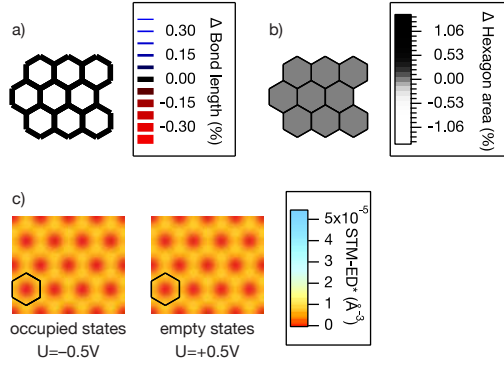 a)
0.30
0.15
0.00
-0.15
-0.30
Δ Bond length (%)
b)
1.06
0.53
0.00
-0.53
-1.06
Δ Hexagon area (%)
c)
occupied states
U=−0.5V
empty states
U=+0.5V
5x10⁻⁵
4
3
2
1
0
STM-ED* (Å⁻³)